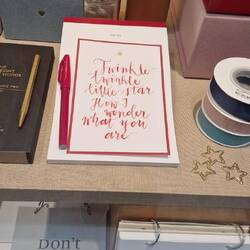 Twinkle
twinkle
little star
How I
wonder
what you
are
Don't